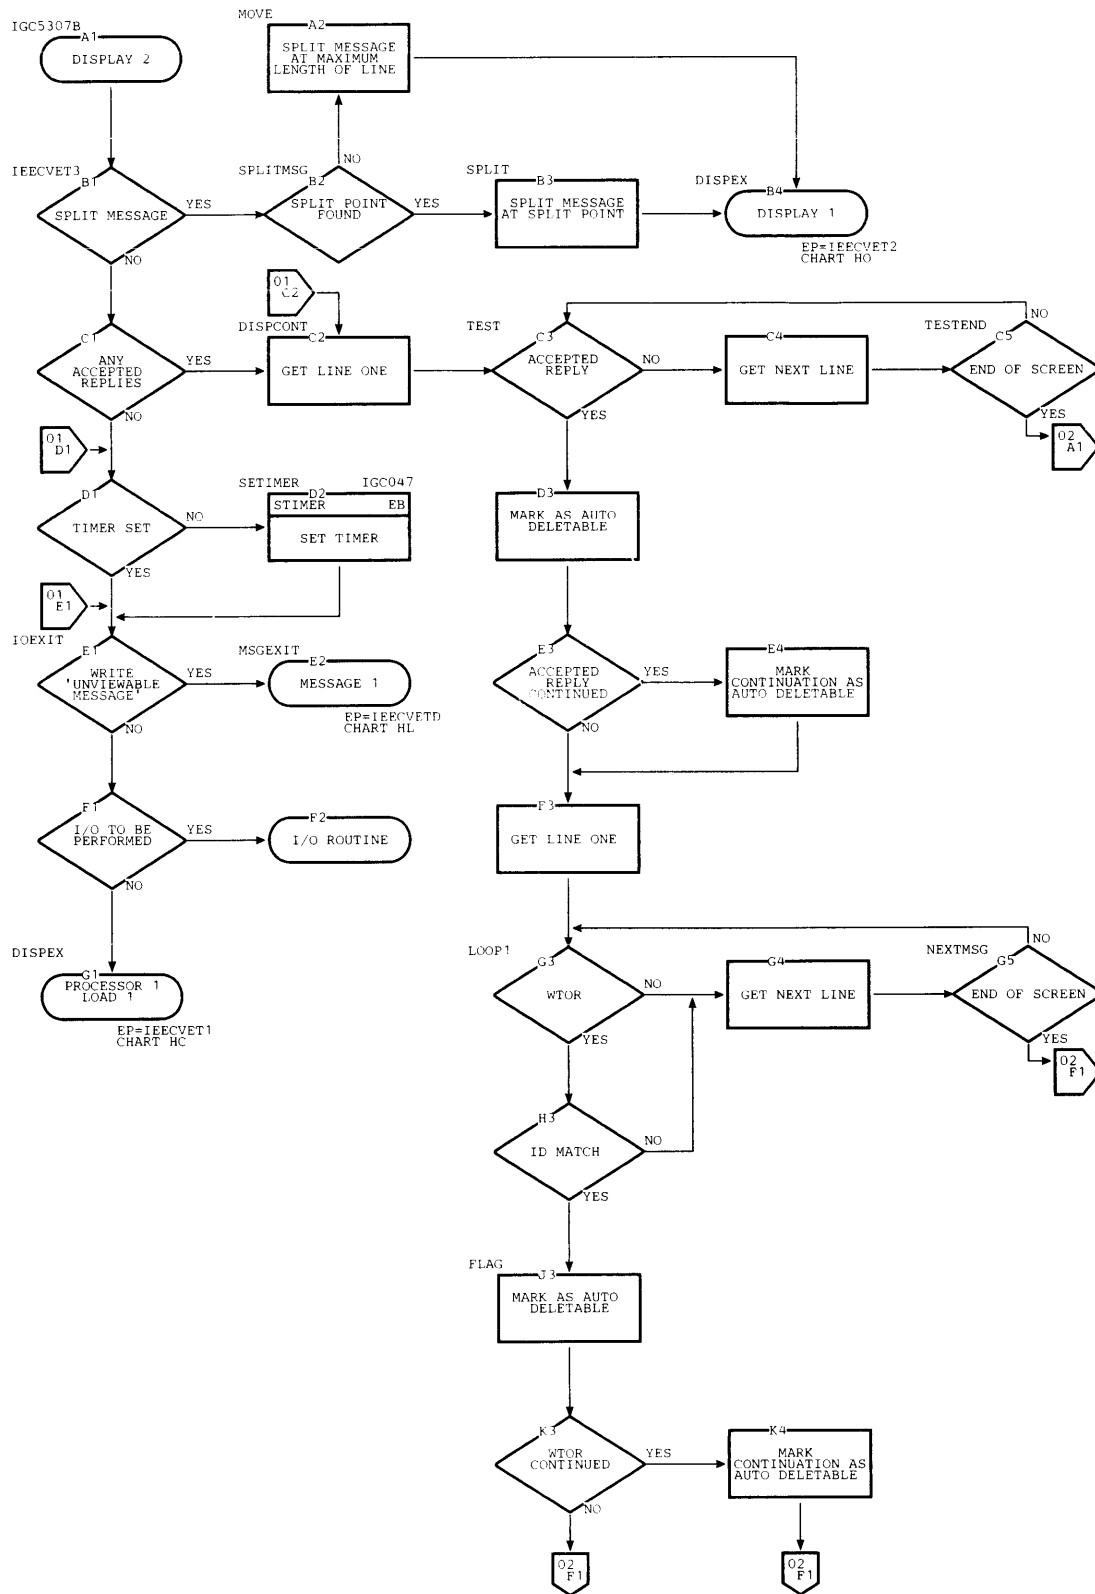 IGC5307B
A1
DISPLAY 2
MOVE
A2
SPLIT MESSAGE
AT MAXIMUM
LENGTH OF LINE
IEECVET3
B1
SPLIT MESSAGE
YES
NO
SPLITMSG
B2
SPLIT POINT
FOUND
NO
YES
SPLIT
B3
SPLIT MESSAGE
AT SPLIT POINT
DISPEX
B4
DISPLAY 1
EP=IEECVET2
CHART HO
01
C2
C1
ANY
ACCEPTED
REPLIES
YES
NO
DISPCONT
C2
GET LINE ONE
TEST
C3
ACCEPTED
REPLY
NO
YES
C4
GET NEXT LINE
TESTEND
C5
END OF SCREEN
NO
YES
02
A1
01
D1
D1
TIMER SET
NO
YES
SETIMER
IGC047
D2
STIMER
EB
SET TIMER
D3
MARK AS AUTO
DELETABLE
01
E1
IOEXIT
E1
WRITE
'UNVIEWABLE
MESSAGE'
YES
NO
MSGEXIT
E2
MESSAGE 1
EP=IEECVETD
CHART HL
E3
ACCEPTED
REPLY
CONTINUED
YES
NO
E4
MARK
CONTINUATION AS
AUTO DELETABLE
F1
I/O TO BE
PERFORMED
YES
NO
F2
I/O ROUTINE
F3
GET LINE ONE
DISPEX
G1
PROCESSOR 1
LOAD 1
EP=IEECVET1
CHART HC
LOOP1
G3
WTOR
NO
YES
G4
GET NEXT LINE
NEXTMSG
G5
END OF SCREEN
NO
YES
02
F1
H3
ID MATCH
NO
YES
FLAG
J3
MARK AS AUTO
DELETABLE
K3
WTOR
CONTINUED
YES
NO
K4
MARK
CONTINUATION AS
AUTO DELETABLE
02
F1
02
F1